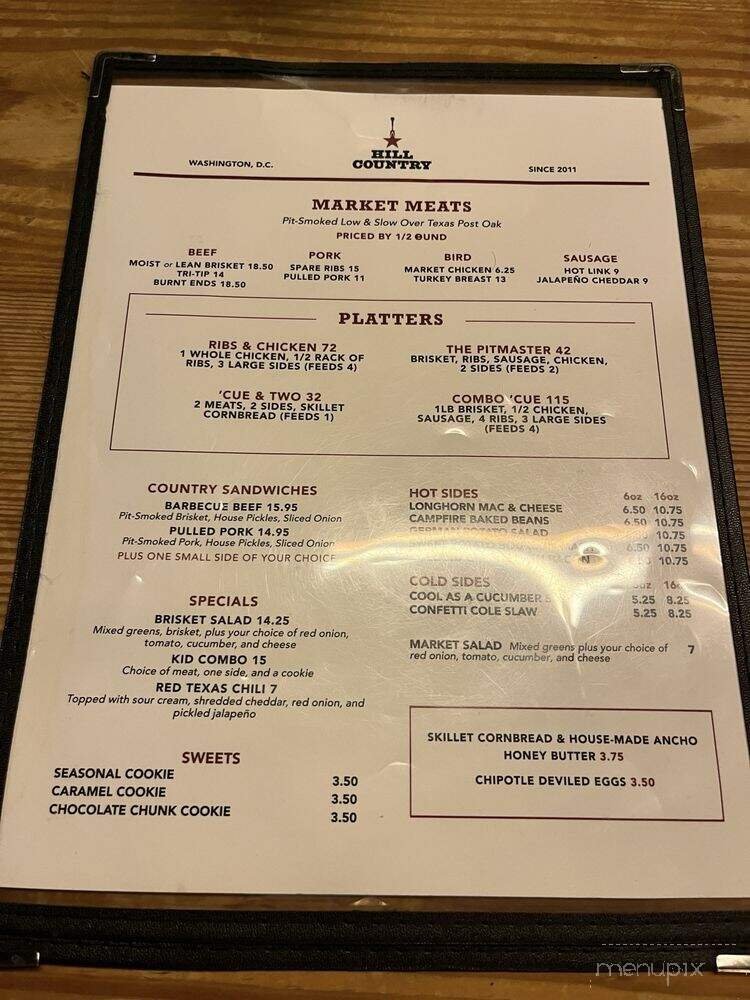 HILL
COUNTRY
WASHINGTON, D.C.
SINCE 2011
MARKET MEATS
Pit-Smoked Low & Slow Over Texas Post Oak
PRICED BY 1/2
BEEF
MOIST or LEAN BRISKET 18.50
TRI-TIP 14
BURNT ENDS 18.50
PORK
SPARE RIBS 15
PULLED PORK 11
BIRD
MARKET CHICKEN 6.25
TURKEY BREAST 13
SAUSAGE
HOT LINK 9
JALAPEÑO CHEDDAR 9
PLATTERS
RIBS & CHICKEN 72
1 WHOLE CHICKEN, 1/2 RACK OF
RIBS, 3 LARGE SIDES (FEEDS 4)
THE PITMASTER 42
BRISKET, RIBS, SAUSAGE, CHICKEN,
2 SIDES (FEEDS 2)
'CUE & TWO 32
2 MEATS, 2 SIDES, SKILLET
CORNBREAD (FEEDS 1)
COMBO 'CUE 115
1LB BRISKET, 1/2 CHICKEN,
SAUSAGE, 4 RIBS, 3 LARGE SIDES
(FEEDS 4)
COUNTRY SANDWICHES
BARBECUE BEEF 15.95
Pit-Smoked Brisket, House Pickles, Sliced Onion
PULLED PORK 14.95
Pit-Smoked Pork, House Pickles, Sliced Onion
PLUS ONE SMALL SIDE OF YOUR CHOICE
SPECIALS
BRISKET SALAD 14.25
Mixed greens, brisket, plus your choice of red onion,
tomato, cucumber, and cheese
KID COMBO 15
Choice of meat, one side, and a cookie
RED TEXAS CHILI 7
Topped with sour cream, shredded cheddar, red onion, and
pickled jalapeño
SWEETS
SEASONAL COOKIE 3.50
CARAMEL COOKIE 3.50
CHOCOLATE CHUNK COOKIE 3.50
HOT SIDES 6oz 16oz
LONGHORN MAC & CHEESE 6.50 10.75
CAMPFIRE BAKED BEANS 6.50 10.75
GERMAN POTATO SALAD 10.75
6.50 10.75
10.75
COLD SIDES
COOL AS A CUCUMBER 5.25 8.25
CONFETTI COLE SLAW 5.25 8.25
MARKET SALAD Mixed greens plus your choice of 7
red onion, tomato, cucumber, and cheese
SKILLET CORNBREAD & HOUSE-MADE ANCHO
HONEY BUTTER 3.75
CHIPOTLE DEVILED EGGS 3.50
menupix